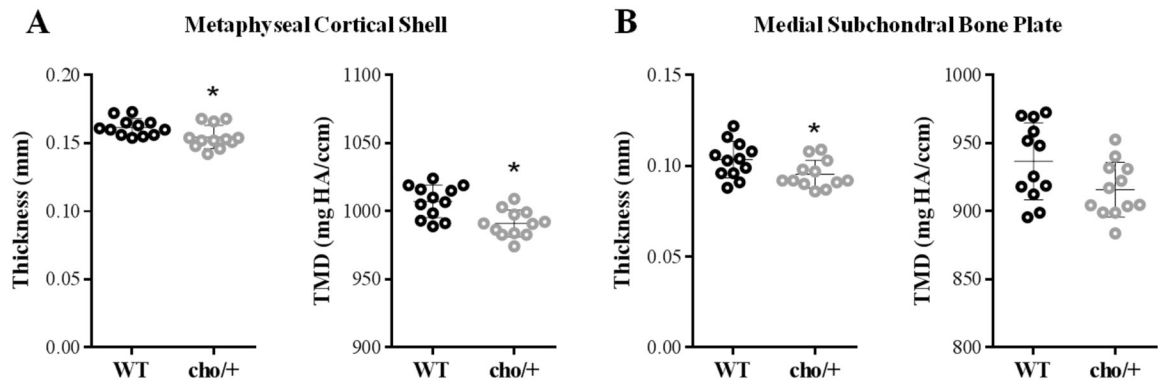 A
Metaphyseal Cortical Shell
B
Medial Subchondral Bone Plate
Thickness (mm)
0.20
0.15
0.10
0.05
0.00
*
WT
cho/+
TMD (mg HA/ccm)
1100
1050
1000
950
900
*
WT
cho/+
Thickness (mm)
0.15
0.10
0.05
0.00
*
WT
cho/+
TMD (mg HA/ccm)
1000
950
900
850
800
WT
cho/+